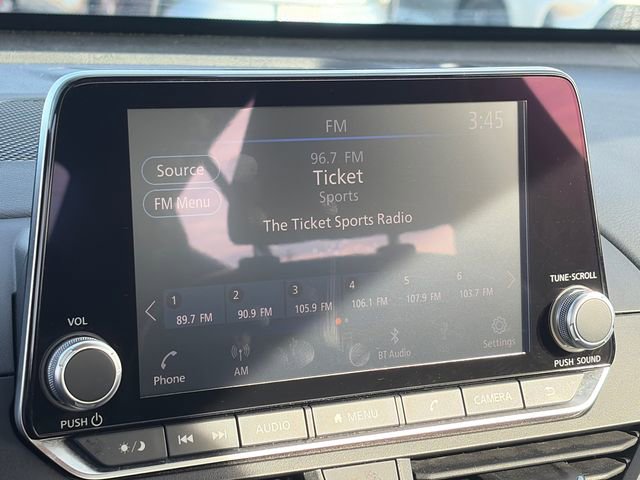 FM
3:45
Source
FM Menu
96.7 FM
Ticket
Sports
The Ticket Sports Radio
1
89.7 FM
2
90.9 FM
3
105.9 FM
4
106.1 FM
5
107.9 FM
6
103.7 FM
Phone
AM
BT Audio
Settings
VOL
PUSH
TUNE·SCROLL
PUSH SOUND
AUDIO
MENU
CAMERA